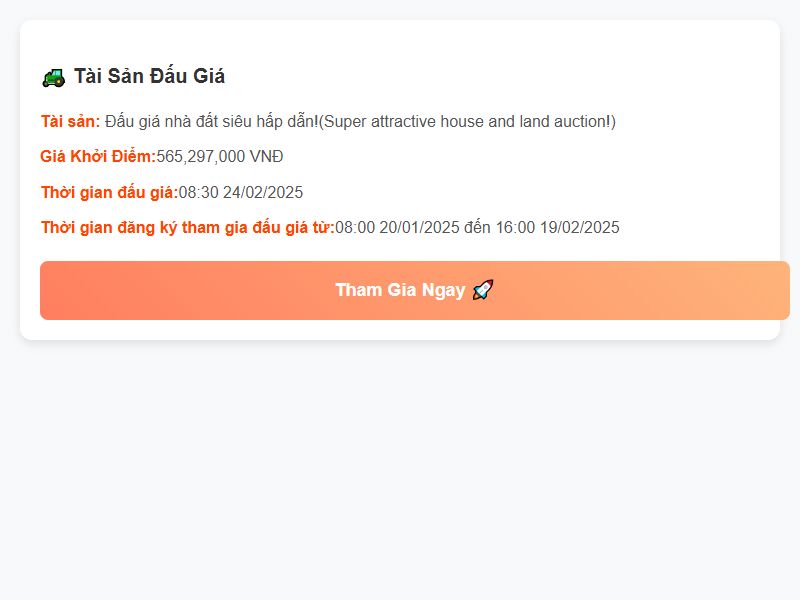 Tài Sản Đấu Giá
Tài sản: Đấu giá nhà đất siêu hấp dẫn!(Super attractive house and land auction!)
Giá Khởi Điểm:565,297,000 VNĐ
Thời gian đấu giá:08:30 24/02/2025
Thời gian đăng ký tham gia đấu giá từ:08:00 20/01/2025 đến 16:00 19/02/2025
Tham Gia Ngay